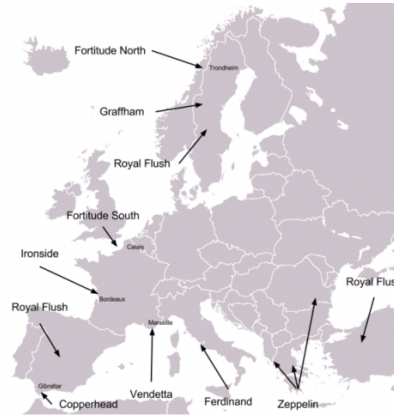 Fortitude North
Trondheim
Graffham
Royal Flush
Fortitude South
Calais
Ironside
Bordeaux
Royal Flus
Royal Flush
Marseille
Gibraltar
Copperhead
Vendetta
Ferdinand
Zeppelin